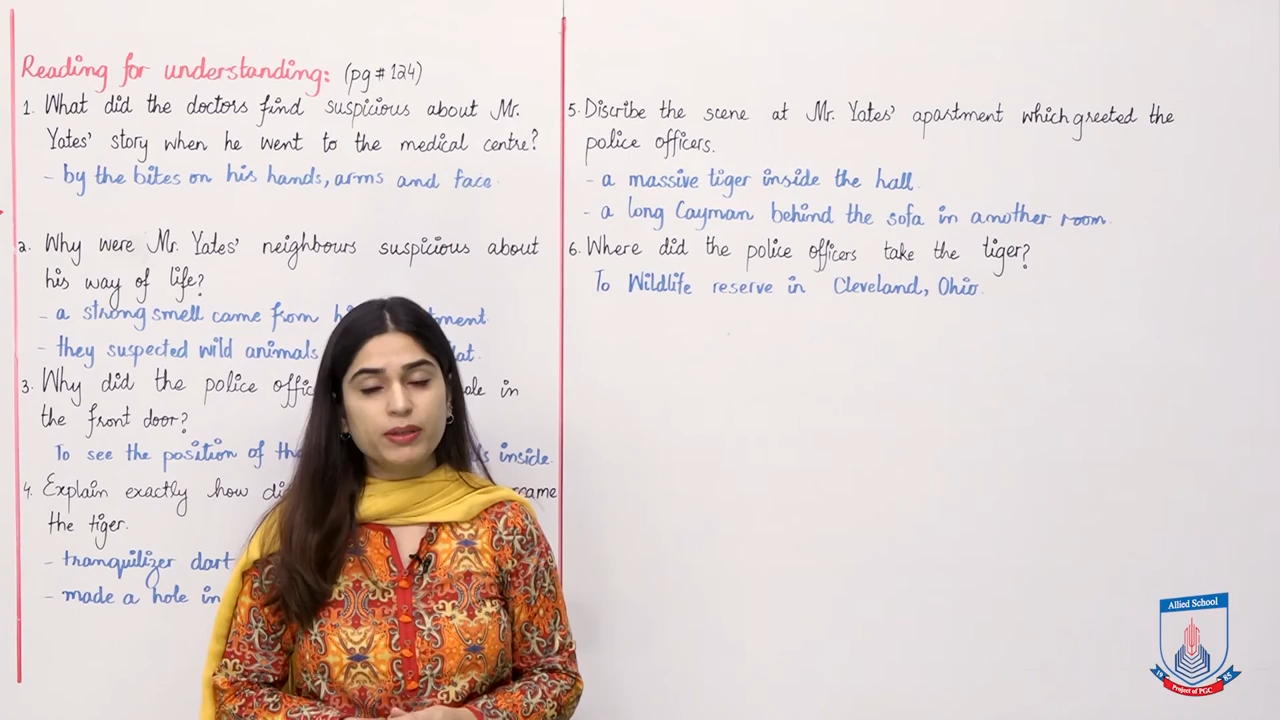 Reading for understanding: (pg # 124)
1. What did the doctors find suspicious about Mr.
Yates' story when he went to the medical centre?
- by the bites on his hands, arms and face.
2. Why were Mr. Yates' neighbours suspicious about
his way of life?
- a strong smell came from
- they suspected wild animals
3. Why did the police in
the front door?
To see the position of inside.
4. Explain exactly how
the tiger.
- tranquilizer dart
- made a hole in
5. Discribe the scene at Mr. Yates' apartment which greeted the
police officers.
- a massive tiger inside the hall.
- a long Cayman behind the sofa in another room.
6. Where did the police officers take the tiger?
To Wildlife reserve in Cleveland, Ohio.
Allied School
1985
Project of PGC